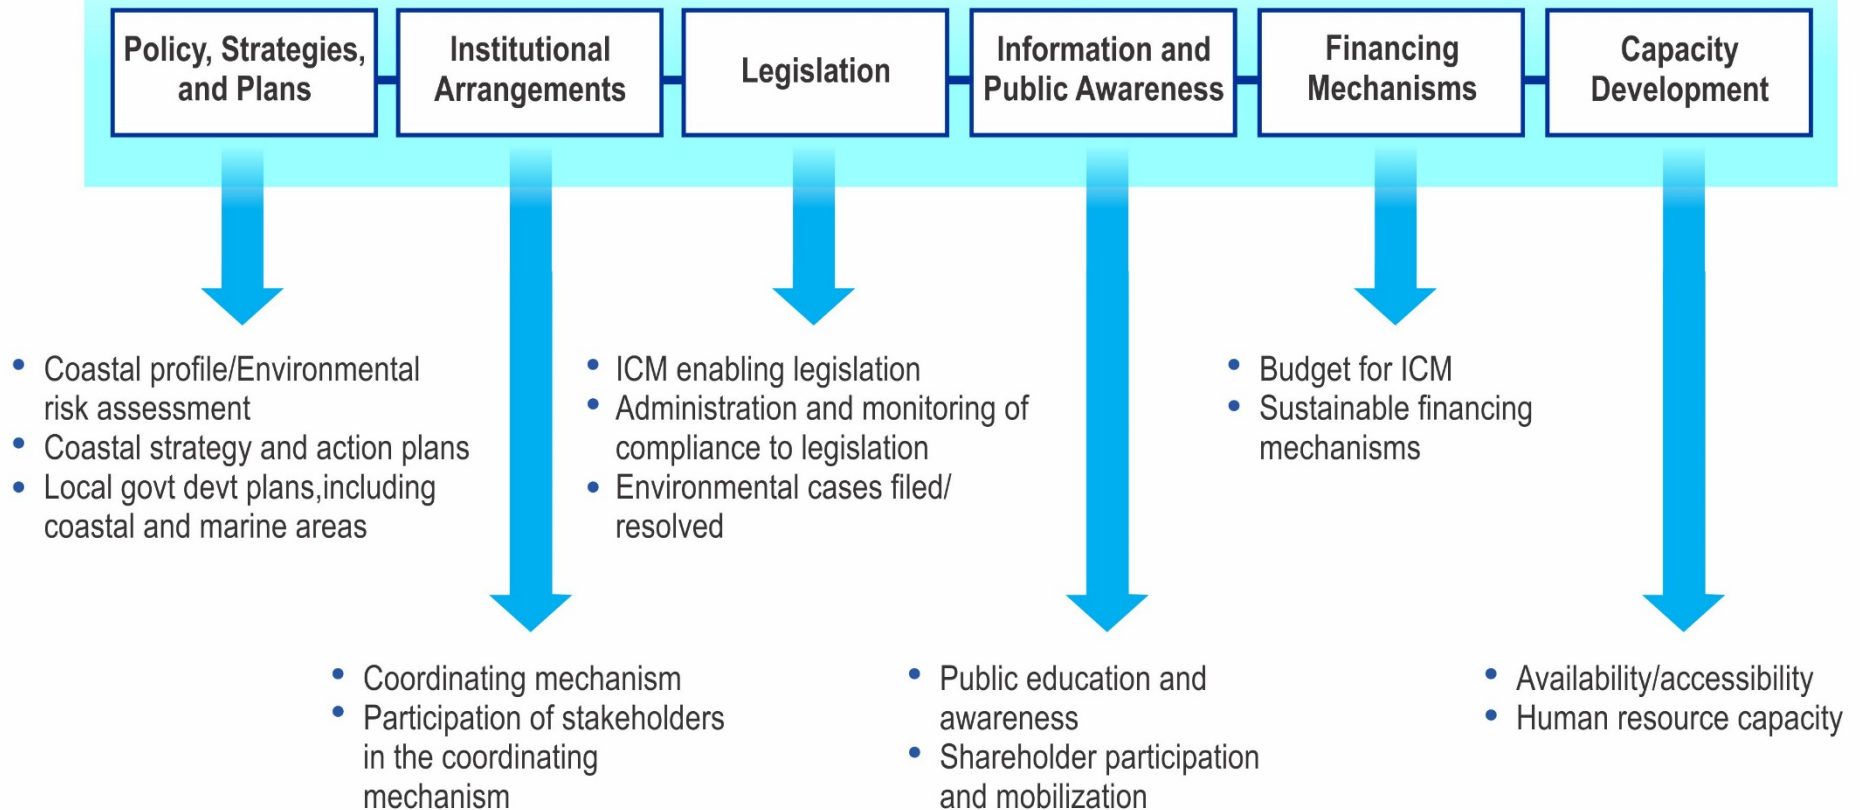 Policy, Strategies,
and Plans
Institutional
Arrangements
Legislation
Information and
Public Awareness
Financing
Mechanisms
Capacity
Development
• Coastal profile/Environmental
risk assessment
• Coastal strategy and action plans
• Local govt devt plans,including
coastal and marine areas
• ICM enabling legislation
• Administration and monitoring of
compliance to legislation
• Environmental cases filed/
resolved
• Budget for ICM
• Sustainable financing
mechanisms
• Coordinating mechanism
• Participation of stakeholders
in the coordinating
mechanism
• Public education and
awareness
• Shareholder participation
and mobilization
• Availability/accessibility
• Human resource capacity